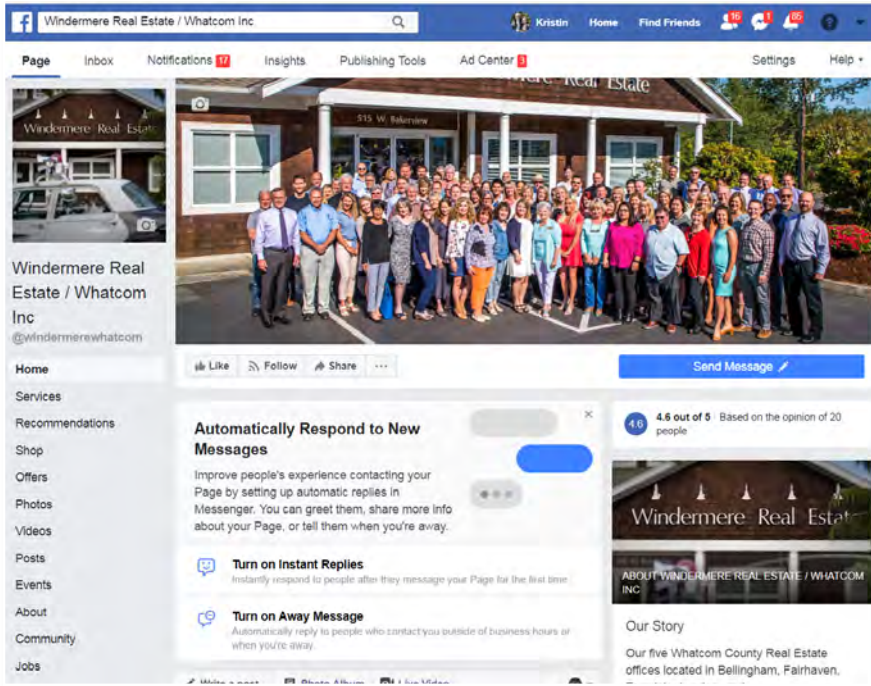 Windermere Real Estate / Whatcom Inc
Kristin Home Find Friends 16 1 85
Page Inbox Notifications 17 Insights Publishing Tools Ad Center 3 Settings Help
Windermere Real Estate
mere Real Estate
515 W. Bakerview
Windermere Real
Estate / Whatcom
Inc
@windermerewhatcom
Like Follow Share ...
Send Message
Home
Services
Recommendations
Shop
Offers
Photos
Videos
Posts
Events
About
Community
Jobs
Automatically Respond to New
Messages
Improve people's experience contacting your
Page by setting up automatic replies in
Messenger. You can greet them, share more info
about your Page, or tell them when you're away.
Turn on Instant Replies
Instantly respond to people after they message your Page for the first time.
Turn on Away Message
Automatically reply to people who contact you outside of business hours or
when you're away.
Write a post Photo Album Live Video
4.6 4.6 out of 5 · Based on the opinion of 20
people
Windermere Real Estate
ABOUT WINDERMERE REAL ESTATE / WHATCOM
INC
Our Story
Our five Whatcom County Real Estate
offices located in Bellingham, Fairhaven,